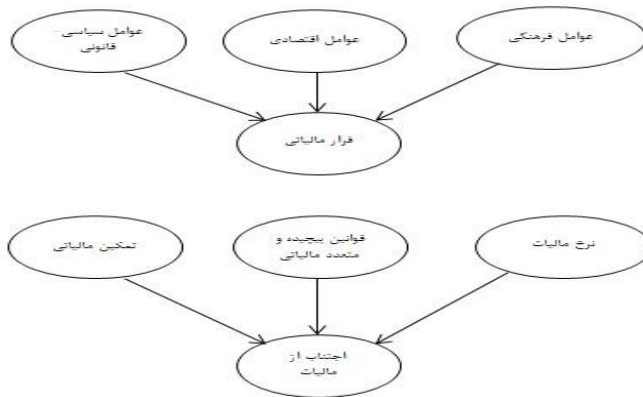 عوامل فرهنگی
عوامل اقتصادی
عوامل سیاسی-
قانونی
فرار مالیاتی
نرخ مالیات
قوانین پیچیده و
متعدد مالیاتی
تمکین مالیاتی
اجتناب از
مالیات